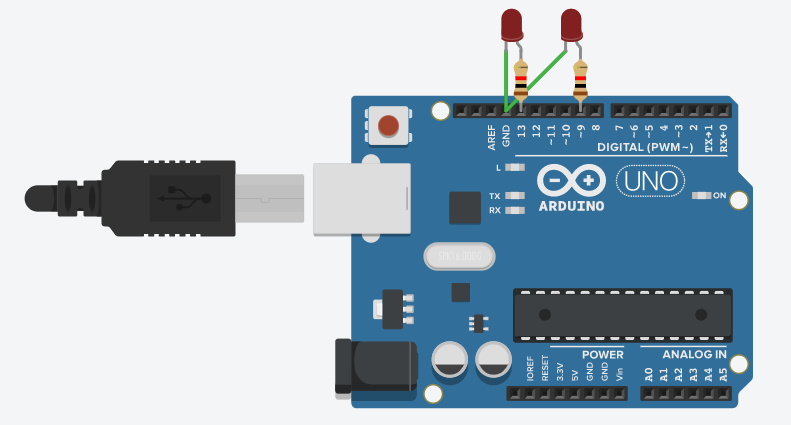 AREF
GND
13
12
~11
~10
~9
8
7
~6
~5
4
~3
2
TX→1
RX←0
DIGITAL (PWM~)
L
TX
RX
ARDUINO
UNO
ON
POWER
ANALOG IN
IOREF
RESET
3.3V
5V
GND
GND
Vin
A0
A1
A2
A3
A4
A5